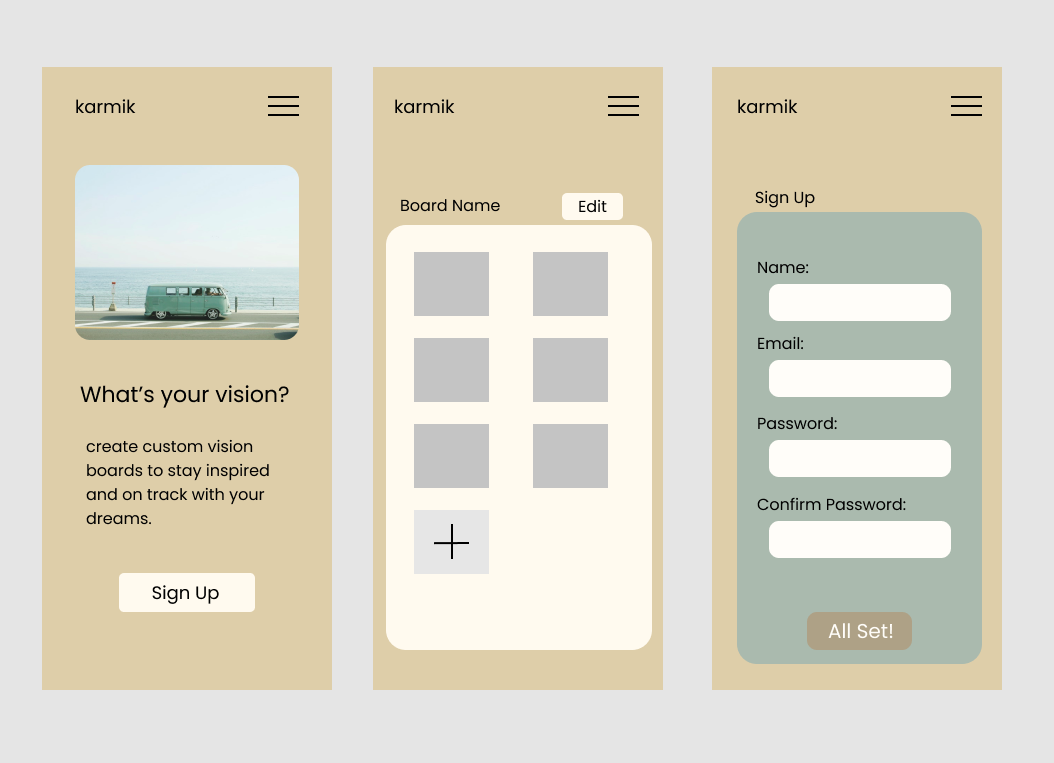 karmik
What’s your vision?
create custom vision
boards to stay inspired
and on track with your
dreams.
Sign Up
karmik
Board Name
Edit
karmik
Sign Up
Name:
Email:
Password:
Confirm Password:
All Set!